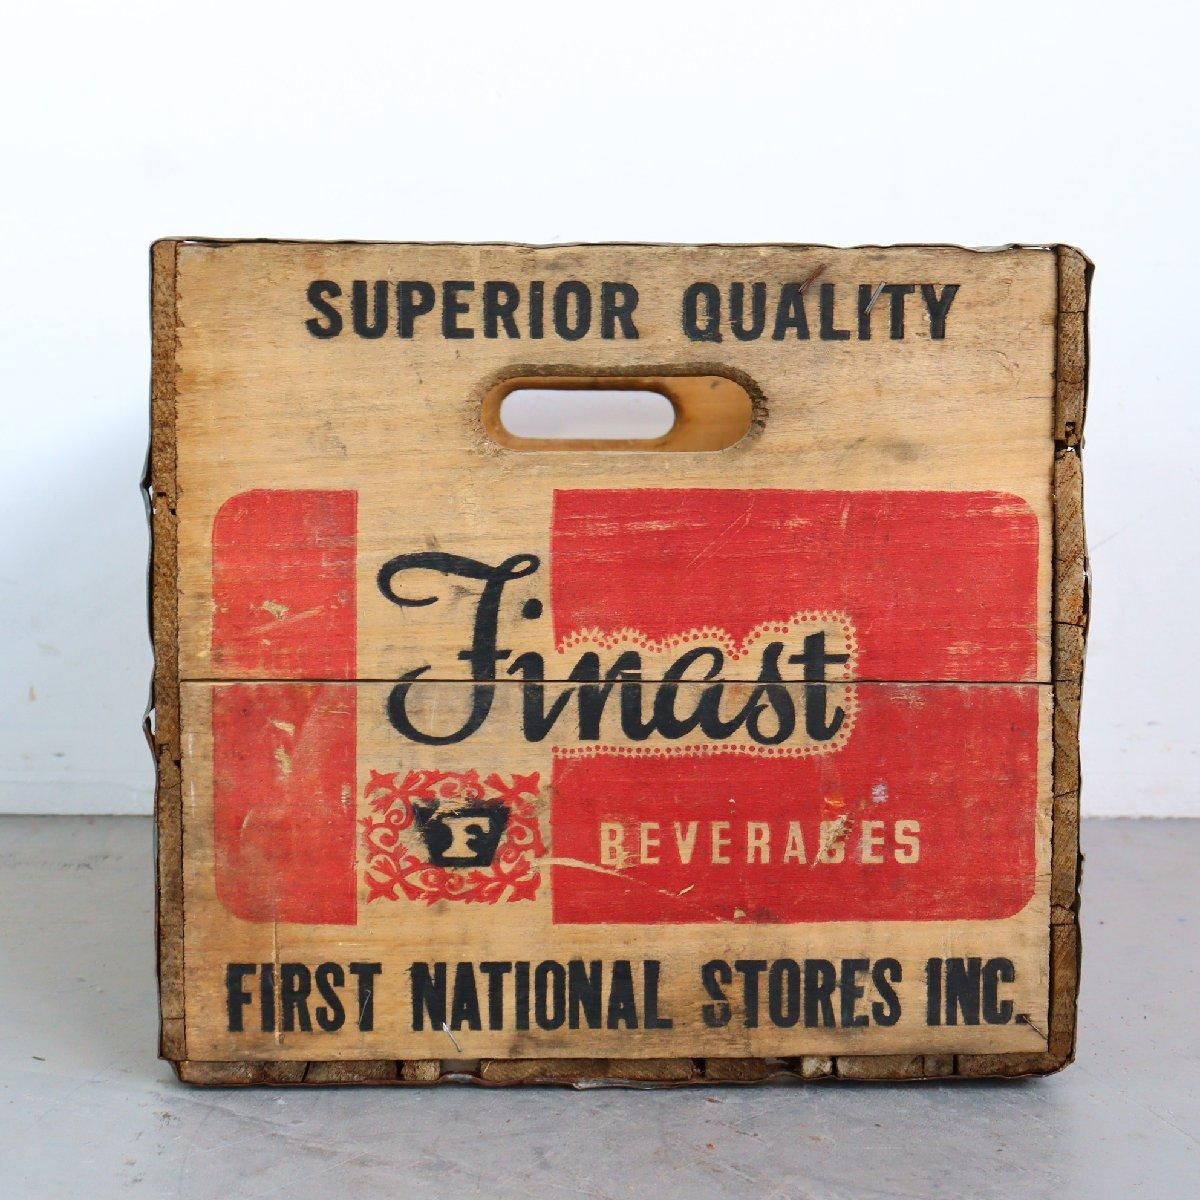 SUPERIOR QUALITY
Finast
F
BEVERAGES
FIRST NATIONAL STORES INC.